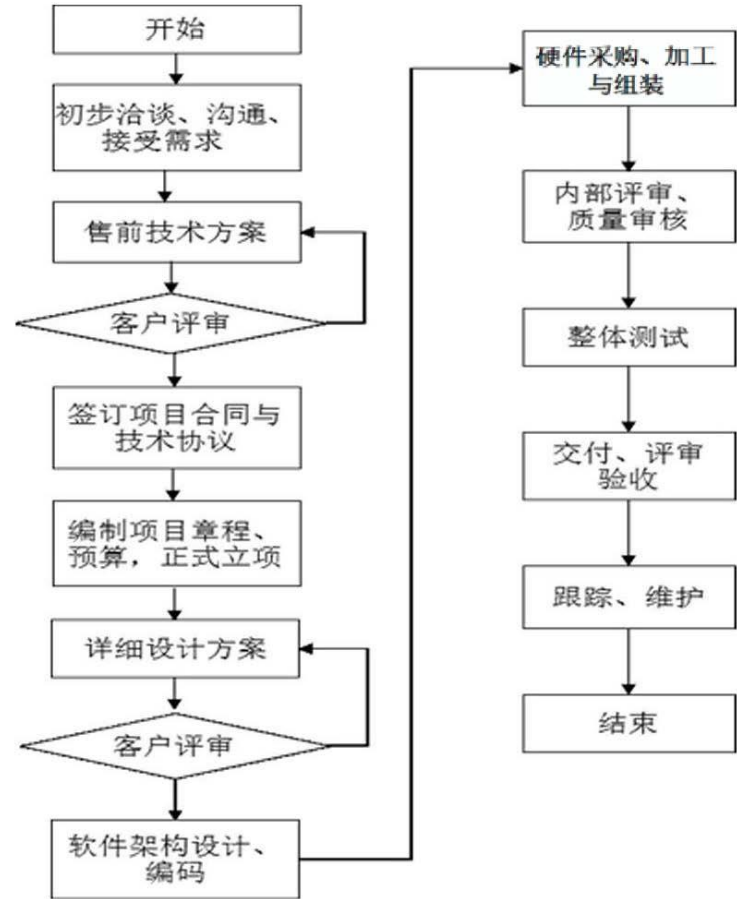 开始
初步洽谈、沟通、
接受需求
售前技术方案
客户评审
签订项目合同与
技术协议
编制项目章程、
预算，正式立项
详细设计方案
客户评审
软件架构设计、
编码
硬件采购、加工
与组装
内部评审、
质量审核
整体测试
交付、评审
验收
跟踪、维护
结束